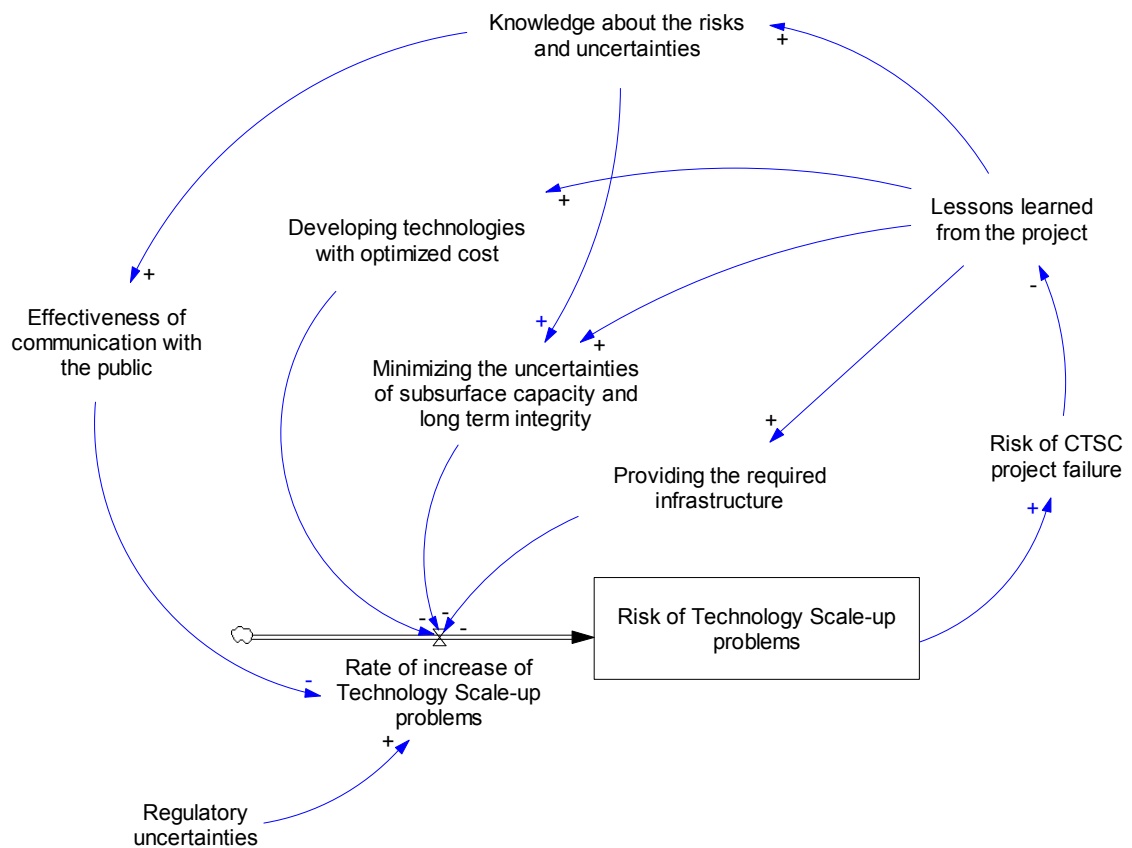 Knowledge about the risks
and uncertainties
+
+
Lessons learned
from the project
Developing technologies
with optimized cost
+
-
Effectiveness of
communication with
the public
+
+
Minimizing the uncertainties
of subsurface capacity and
long term integrity
+
Risk of CTSC
project failure
Providing the required
infrastructure
+
-
-
-
Risk of Technology Scale-up
problems
Rate of increase of
Technology Scale-up
problems
-
+
Regulatory
uncertainties